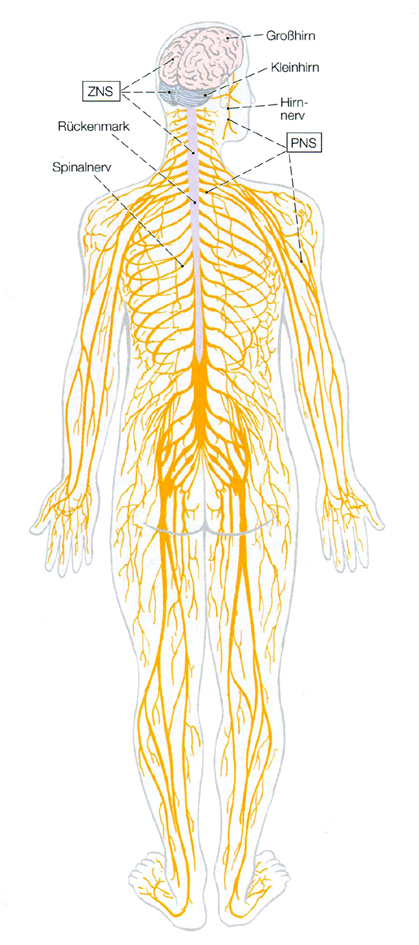 Großhirn
Kleinhirn
ZNS
Hirn-
nerv
Rückenmark
PNS
Spinalnerv